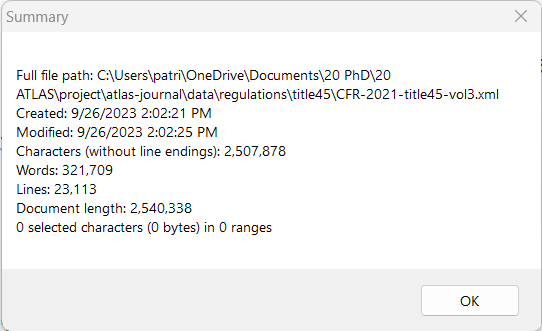 Summary
Full file path: C:\Users\patri\OneDrive\Documents\20 PhD\20
ATLAS\project\atlas-journal\data\regulations\title45\CFR-2021-title45-vol3.xml
Created: 9/26/2023 2:02:21 PM
Modified: 9/26/2023 2:02:25 PM
Characters (without line endings): 2,507,878
Words: 321,709
Lines: 23,113
Document length: 2,540,338
0 selected characters (0 bytes) in 0 ranges
OK